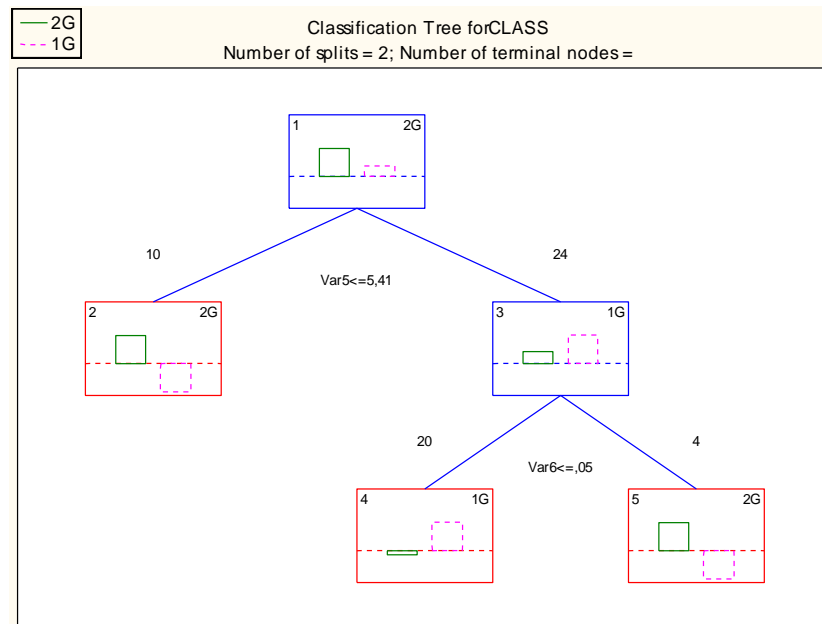 2G
1G
Classification Tree forCLASS
Number of splits = 2; Number of terminal nodes =
1 2G
10 24
Var5<=5,41
2 2G 3 1G
20 4
Var6<=,05
4 1G 5 2G